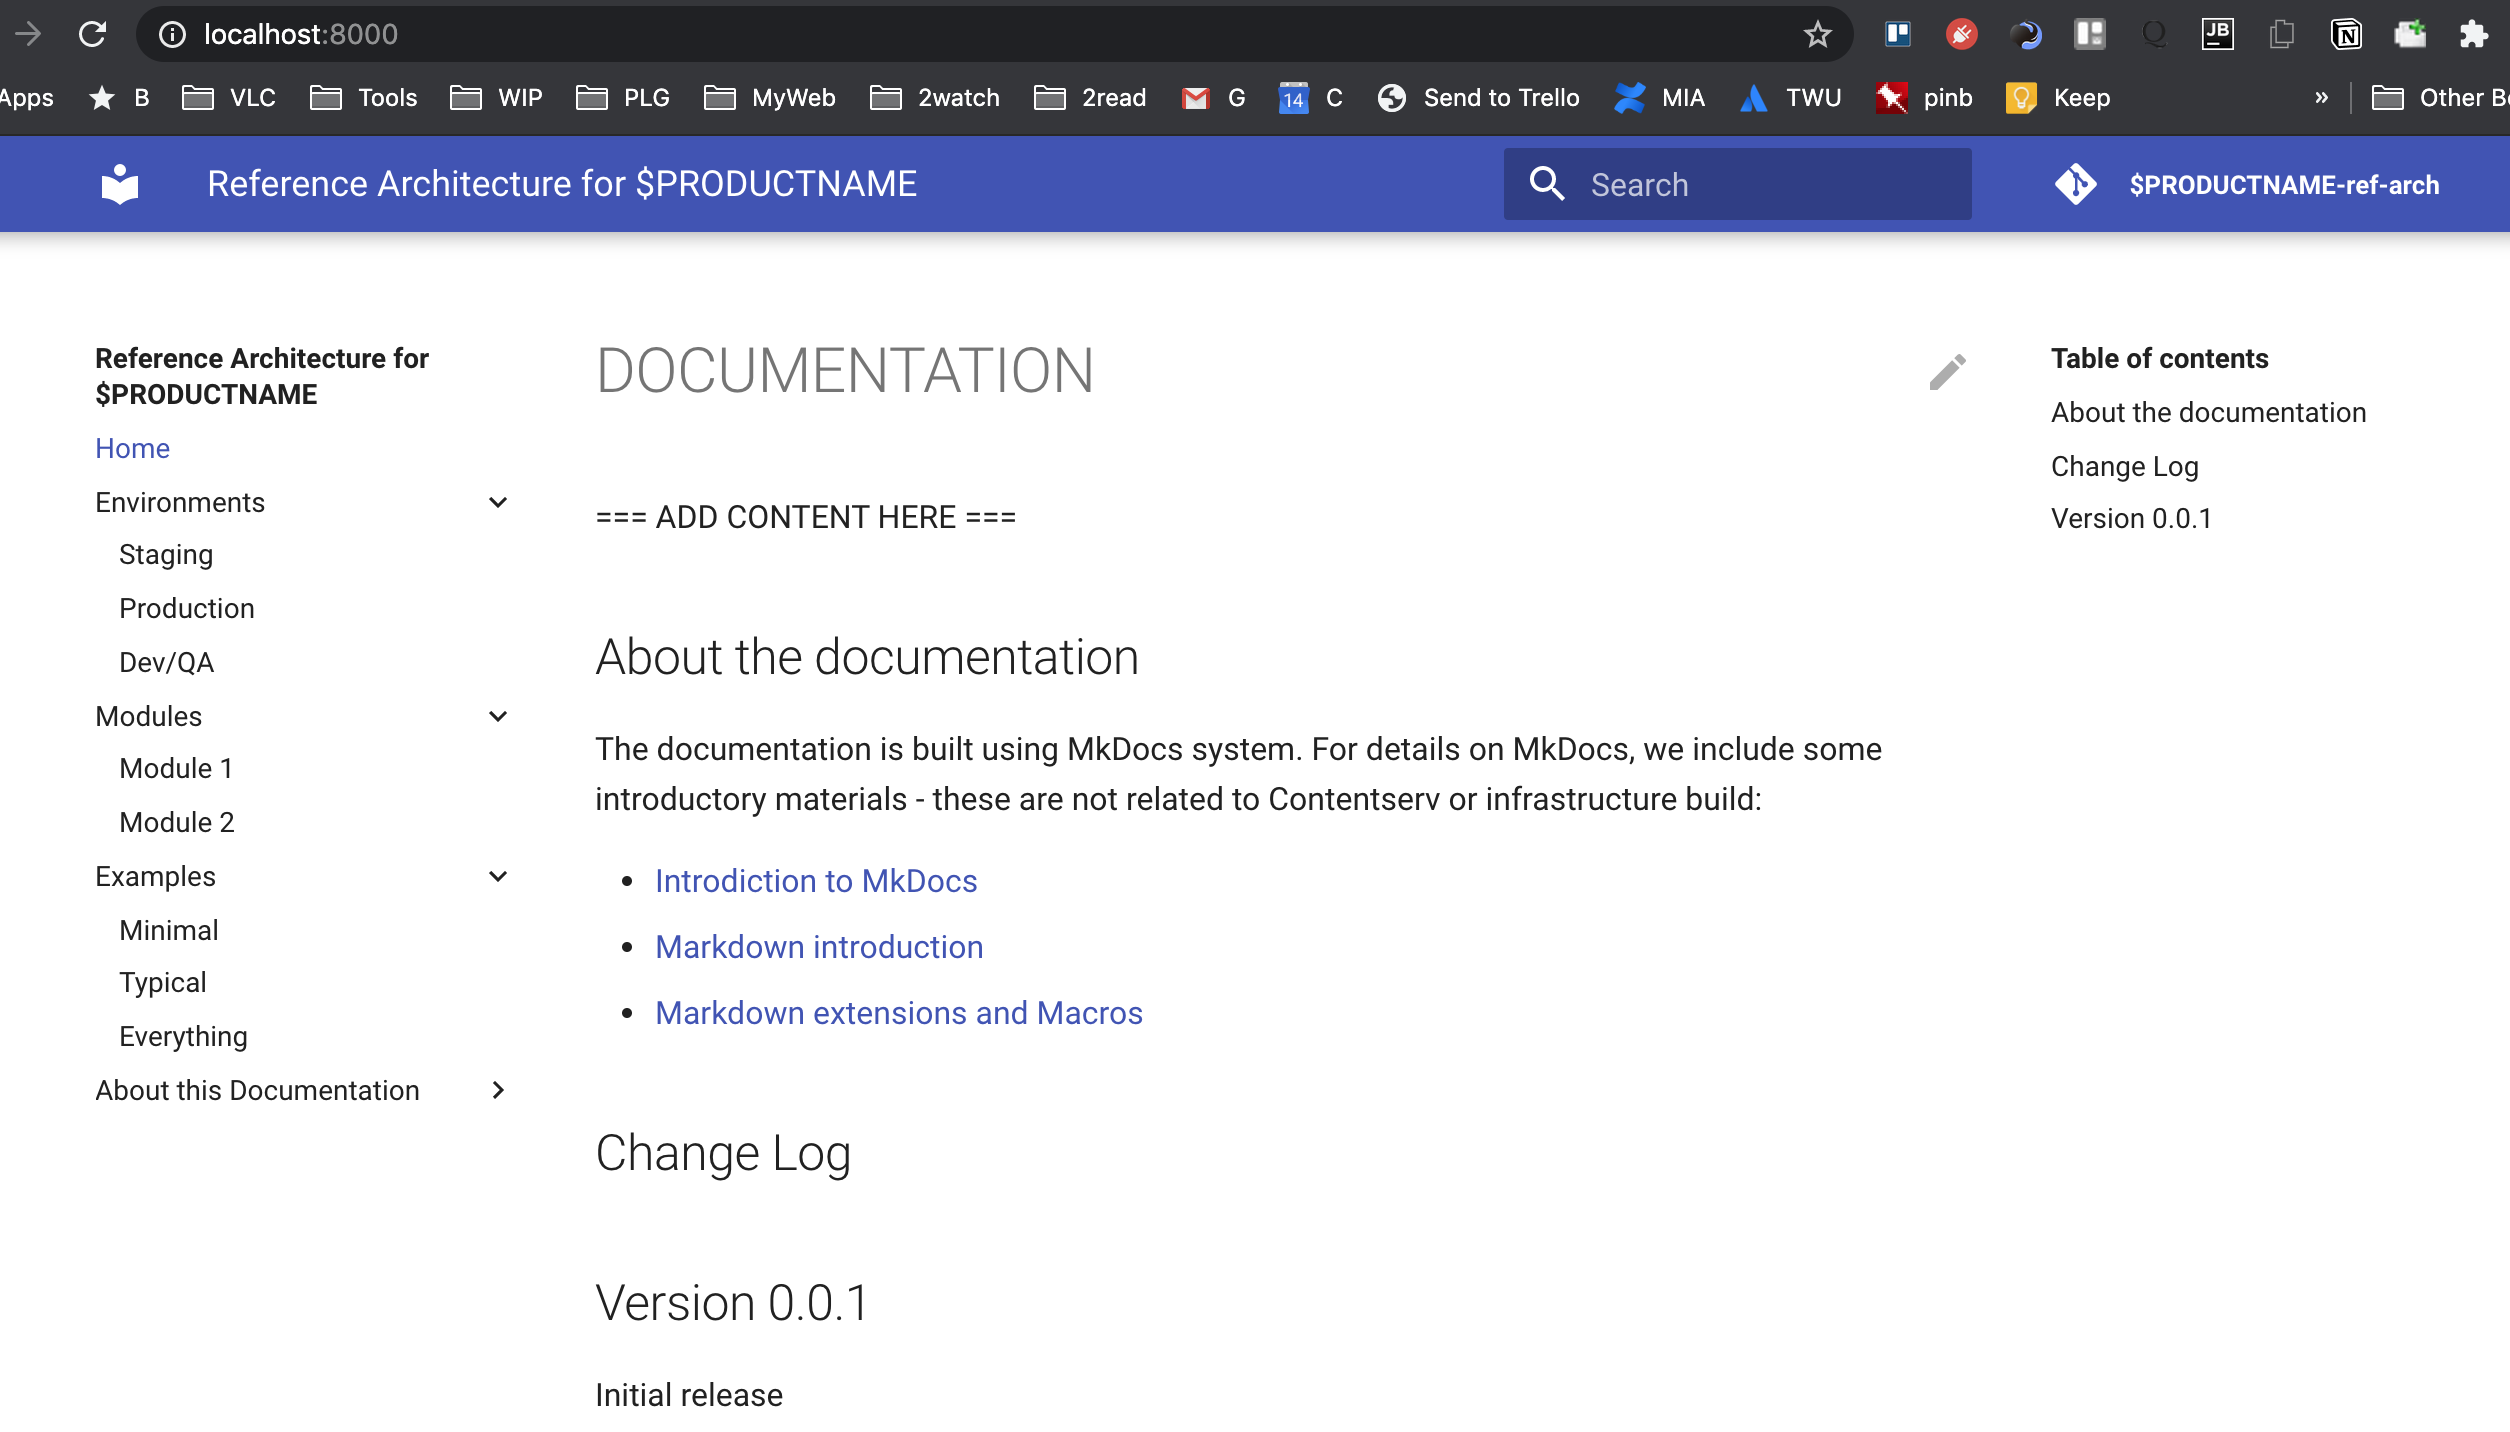 localhost:8000
Apps B VLC Tools WIP PLG MyWeb 2watch 2read G 14 C Send to Trello MIA TWU pinb Keep » Other
JB
N
Reference Architecture for $PRODUCTNAME
Search
$PRODUCTNAME-ref-arch
Reference Architecture for
$PRODUCTNAME
Home
Environments
Staging
Production
Dev/QA
Modules
Module 1
Module 2
Examples
Minimal
Typical
Everything
About this Documentation
DOCUMENTATION
=== ADD CONTENT HERE ===
About the documentation
The documentation is built using MkDocs system. For details on MkDocs, we include some
introductory materials - these are not related to Contentserv or infrastructure build:
• Introdiction to MkDocs
• Markdown introduction
• Markdown extensions and Macros
Change Log
Version 0.0.1
Initial release
Table of contents
About the documentation
Change Log
Version 0.0.1